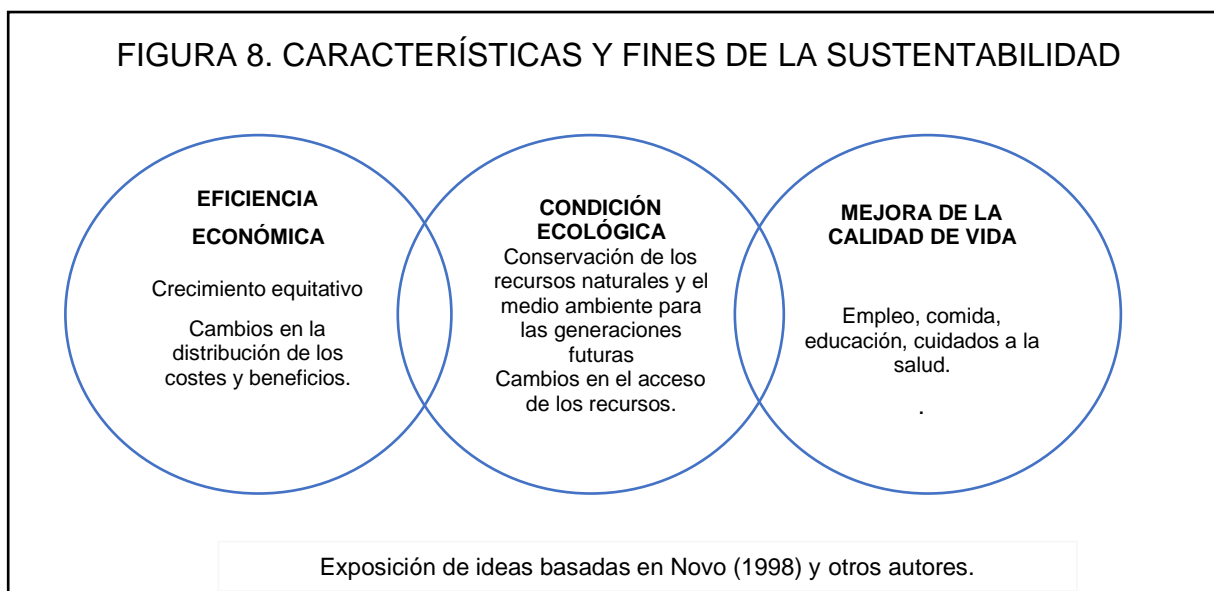 FIGURA 8. CARACTERÍSTICAS Y FINES DE LA SUSTENTABILIDAD
EFICIENCIA
ECONÓMICA
Crecimiento equitativo
Cambios en la
distribución de los
costes y beneficios.
CONDICIÓN
ECOLÓGICA
Conservación de los
recursos naturales y el
medio ambiente para
las generaciones
futuras
Cambios en el acceso
de los recursos.
MEJORA DE LA
CALIDAD DE VIDA
Empleo, comida,
educación, cuidados a la
salud.
.
Exposición de ideas basadas en Novo (1998) y otros autores.